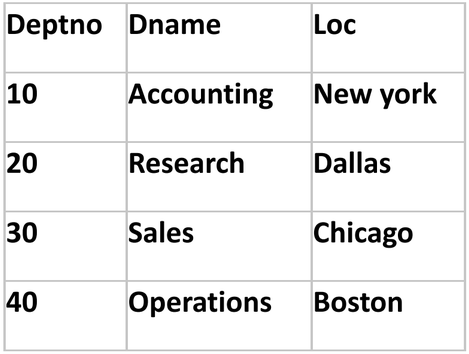 Deptno Dname Loc
10 Accounting New york
20 Research Dallas
30 Sales Chicago
40 Operations Boston